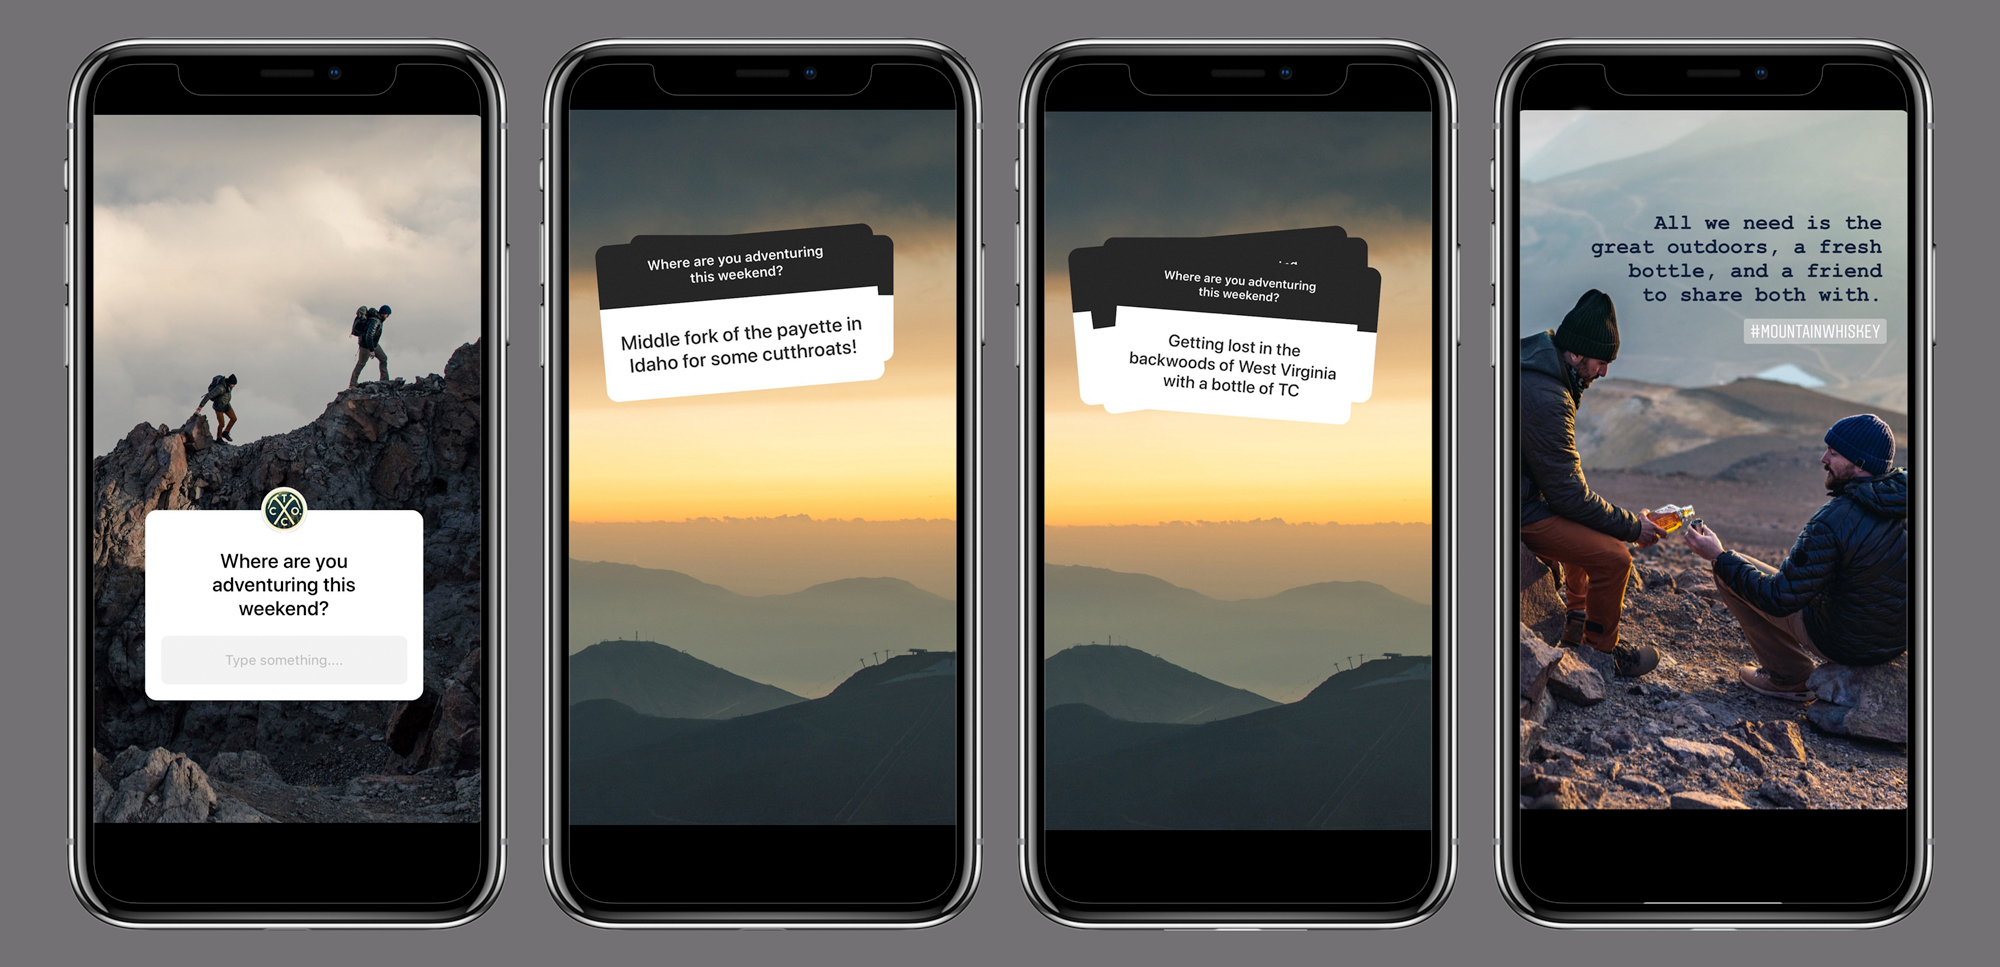 T
C O.
C
Where are you
adventuring this
weekend?
Type something....
Where are you adventuring
this weekend?
Middle fork of the payette in
Idaho for some cutthroats!
Where are you adventuring
this weekend?
Getting lost in the
backwoods of West Virginia
with a bottle of TC
All we need is the
great outdoors, a fresh
bottle, and a friend
to share both with.
#MOUNTAINWHISKEY